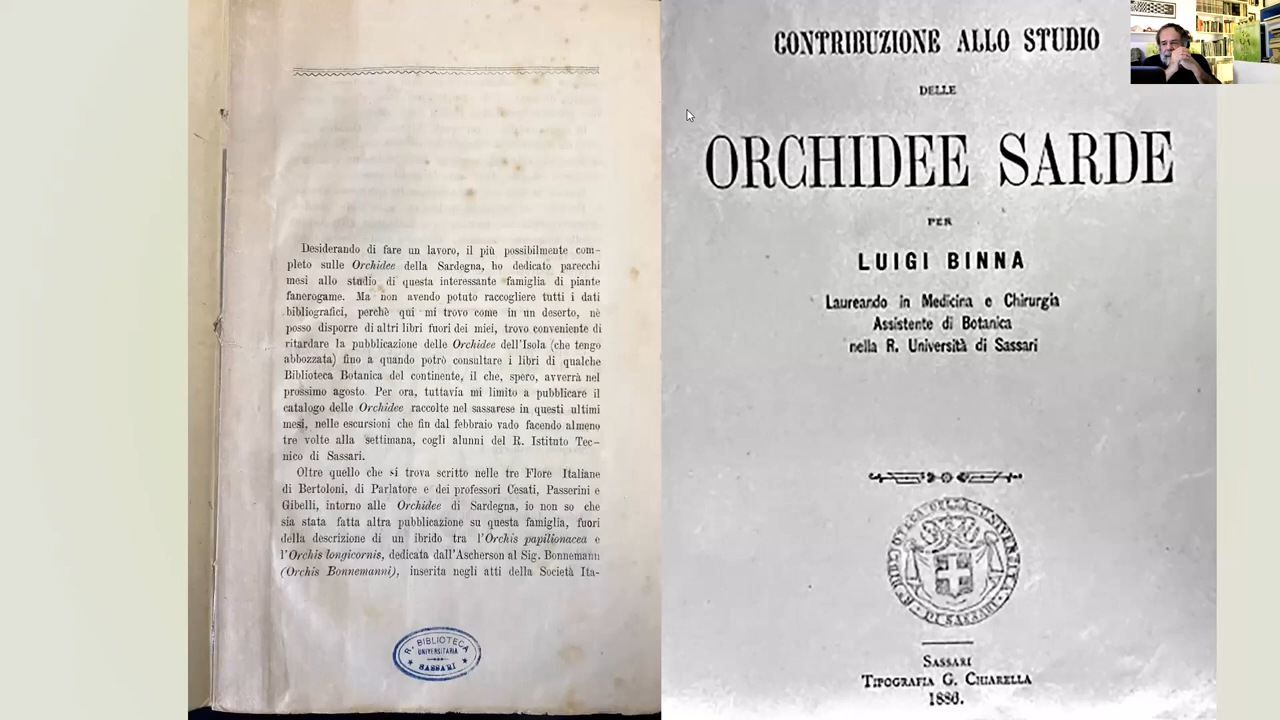 Desiderando di fare un lavoro, il più possibilmente com-
pleto sulle Orchidee della Sardegna, ho dedicato parecchi
mesi allo studio di questa interessante famiglia di piante
fanerogame. Ma non avendo potuto raccogliere tutti i dati
bibliografici, perchè qui mi trovo come in un deserto, nè
posso disporre di altri libri fuori dei miei, trovo conveniente di
ritardare la pubblicazione delle Orchidee dell'Isola (che tengo
abbozzata) fino a quando potrò consultare i libri di qualche
Biblioteca Botanica del continente, il che, spero, avverrà nel
prossimo agosto. Per ora, tuttavia mi limito a pubblicare il
catalogo delle Orchidee raccolte nel sassarese in questi ultimi
mesi, nelle escursioni che fin dal febbraio vado facendo almeno
tre volte alla settimana, cogli alunni del R. Istituto Tec-
nico di Sassari.
Oltre quello che si trova scritto nelle tre Flore Italiane
di Bertoloni, di Parlatore e dei professori Cesati, Passerini e
Gibelli, intorno alle Orchidee di Sardegna, io non so che
sia stata fatta altra pubblicazione su questa famiglia, fuori
della descrizione di un ibrido tra l'Orchis papilionacea e
l'Orchis longicornis, dedicata dall'Ascherson al Sig. Bonnemann
(Orchis Bonnemanni), inserita negli atti della Società Ita-
R. BIBLIOTECA
UNIVERSITARIA
SASSARI
CONTRIBUZIONE ALLO STUDIO
DELLE
ORCHIDEE SARDE
PER
LUIGI BINNA
Laureando in Medicina e Chirurgia
Assistente di Botanica
nella R. Università di Sassari
DI SASSARI
SASSARI
TIPOGRAFIA G. CHIARELLA
1886.